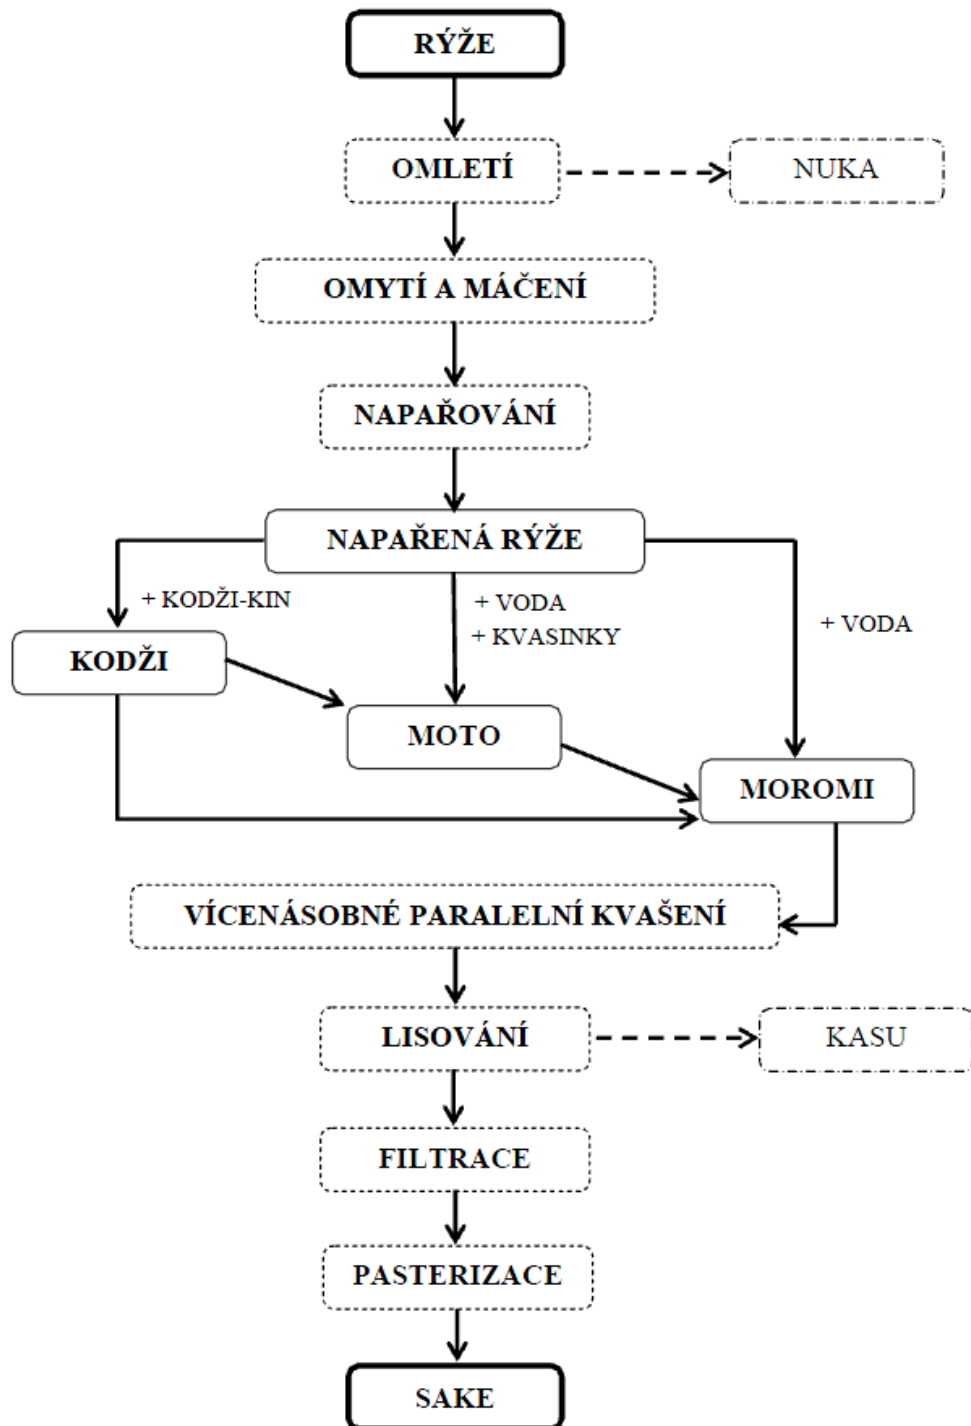 RÝŽE
OMLETÍ
NUKA
OMYTÍ A MÁČENÍ
NAPAŘOVÁNÍ
NAPAŘENÁ RÝŽE
+ KODŽI-KIN
+ VODA
+ KVASINKY
+ VODA
KODŽI
MOTO
MOROMI
VÍCENÁSOBNÉ PARALELNÍ KVAŠENÍ
LISOVÁNÍ
KASU
FILTRACE
PASTERIZACE
SAKE